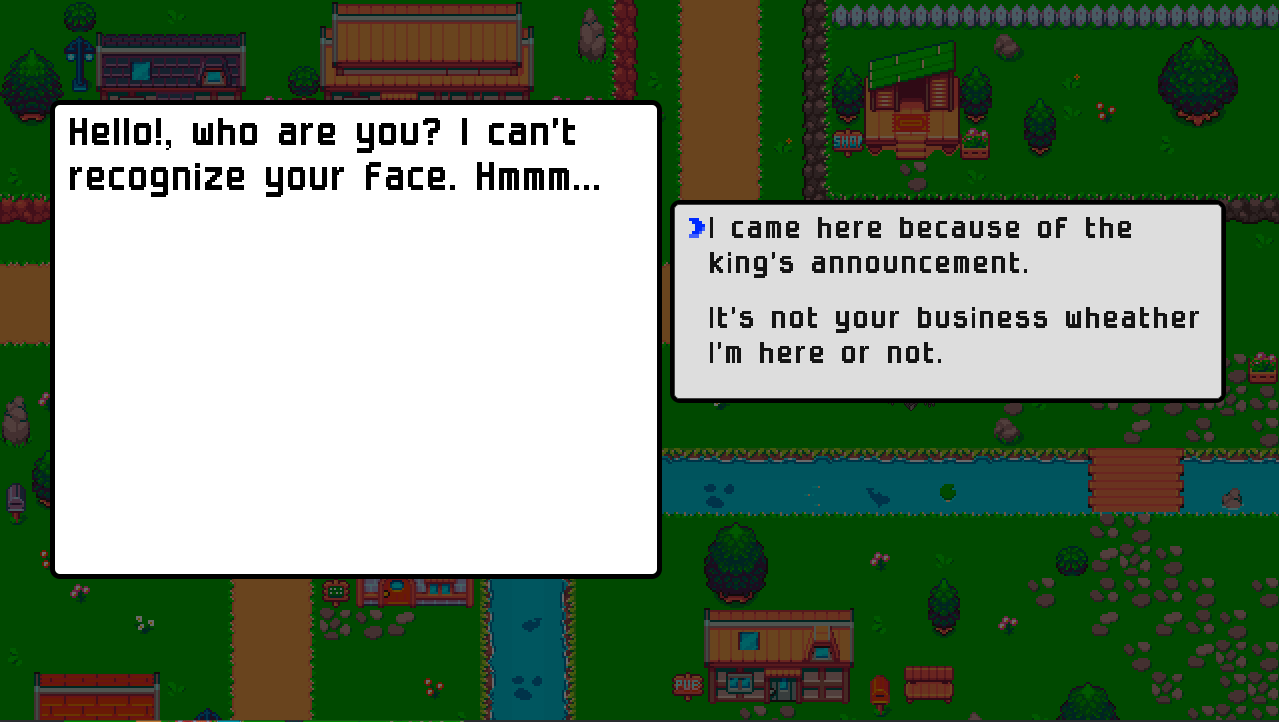 Hello!, who are you? I can't
recognize your face. Hmmm...
I came here because of the
king's announcement.
It's not your business wheather
I'm here or not.
SHOP
PUB